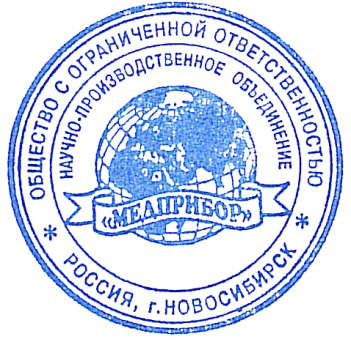 ОБЩЕСТВО С ОГРАНИЧЕННОЙ ОТВЕТСТВЕННОСТЬЮ
НАУЧНО-ПРОИЗВОДСТВЕННОЕ ОБЪЕДИНЕНИЕ
«МЕДПРИБОР»
* РОССИЯ, г.НОВОСИБИРСК *